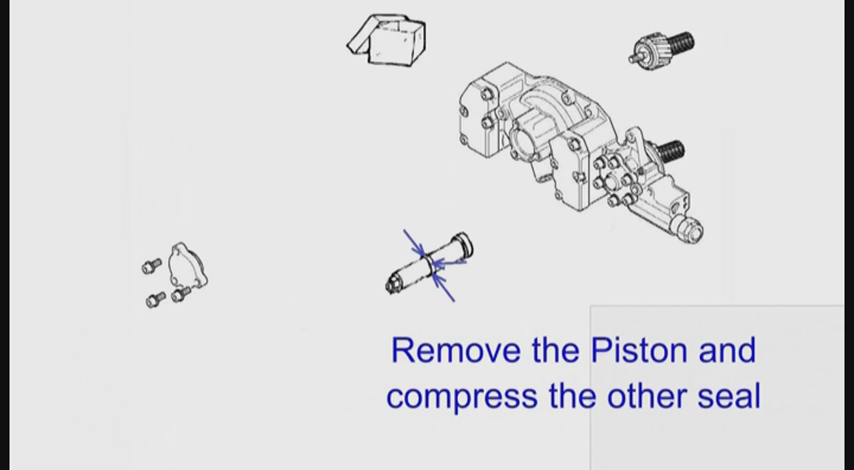 Remove the Piston and
compress the other seal